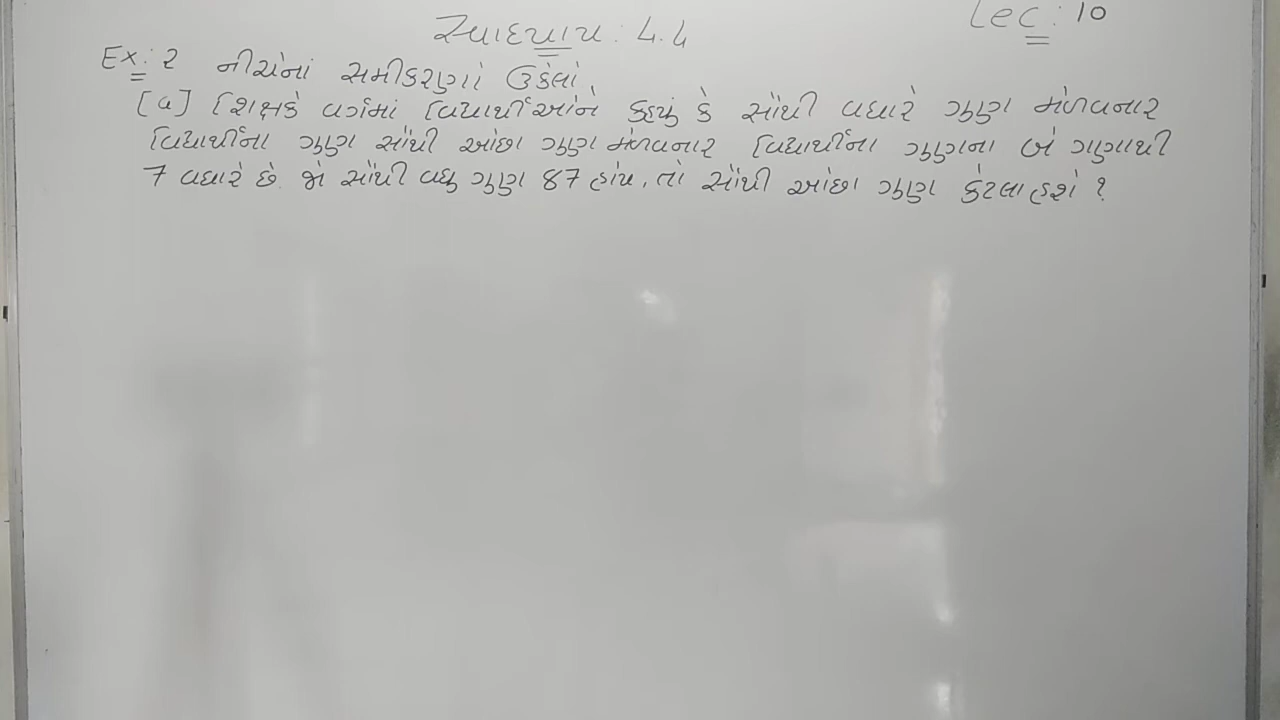 Lec : 10
સ્વાધ્યાય : 4.4
Ex : 2 નીચેનાં સમીકરણો ઉકેલો.
[a] શિક્ષકે વર્ગમાં વિદ્યાર્થીઓને કહ્યું કે સૌથી વધારે ગુણ મેળવનાર
વિદ્યાર્થીના ગુણ સૌથી ઓછા ગુણ મેળવનાર વિદ્યાર્થીના ગુણના બે ગણાથી
7 વધારે છે. જો સૌથી વધુ ગુણ 87 હોય, તો સૌથી ઓછા ગુણ કેટલા હશે ?